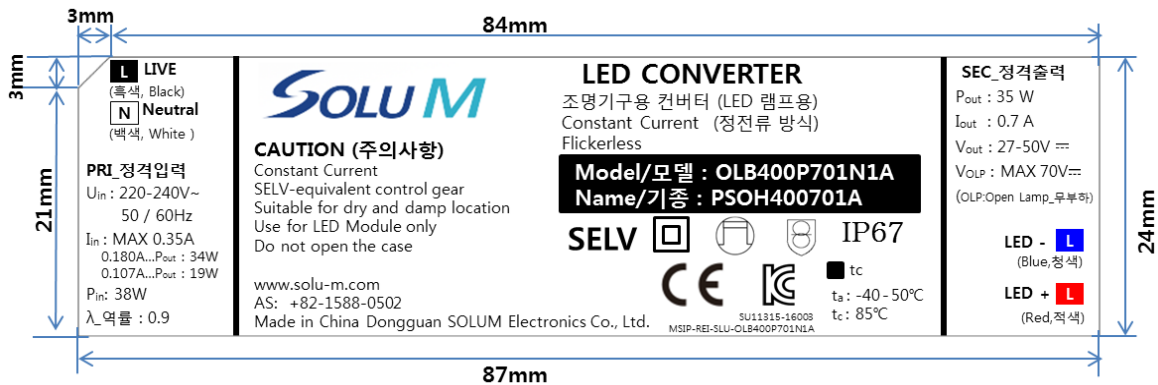 3mm
84mm
3mm
21mm
L LIVE
(흑색, Black)
N Neutral
(백색, White )
PRI_정격입력
Uin : 220-240V~
50 / 60Hz
Iin : MAX 0.35A
0.180A...Pout : 34W
0.107A...Pout : 19W
Pin: 38W
λ_역률 : 0.9
SOLU M
CAUTION (주의사항)
Constant Current
SELV-equivalent control gear
Suitable for dry and damp location
Use for LED Module only
Do not open the case
www.solu-m.com
AS: +82-1588-0502
Made in China Dongguan SOLUM Electronics Co., Ltd.
LED CONVERTER
조명기구용 컨버터 (LED 램프용)
Constant Current (정전류 방식)
Flickerless
Model/모델 : OLB400P701N1A
Name/기종 : PSOH400701A
SELV
IP67
CE
tc
ta : -40 - 50℃
tc : 85℃
SU11315-16003
MSIP-REI-SLU-OLB400P701N1A
SEC_정격출력
Pout : 35 W
Iout : 0.7 A
Vout : 27-50V ⎓
VOLP : MAX 70V⎓
(OLP:Open Lamp_무부하)
LED - L
(Blue,청색)
LED + L
(Red,적색)
24mm
87mm